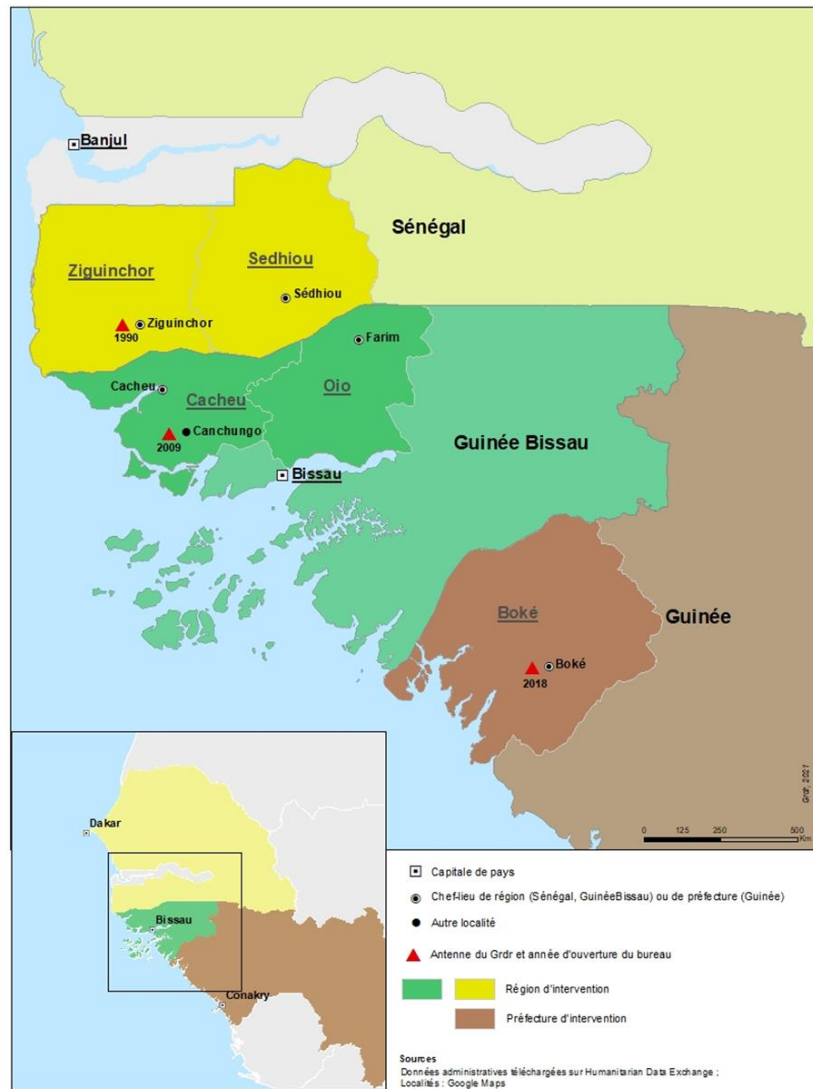 Banjul
Sénégal
Ziguinchor
Sedhiou
Sédhiou
Ziguinchor
1990
Farim
Cacheu
Cacheu
Oio
Canchungo
2009
Guinée Bissau
Bissau
Boké
Guinée
Boké
2018
Grdr, 2021
0 125 250 500
Km
Dakar
Bissau
Conakry
Capitale de pays
Chef-lieu de région (Sénégal, GuinéeBissau) ou de préfecture (Guinée)
Autre localité
Antenne du Grdr et année d'ouverture du bureau
Région d'intervention
Préfecture d'intervention
Sources
Données administratives téléchargées sur Humanitarian Data Exchange ;
Localités : Google Maps